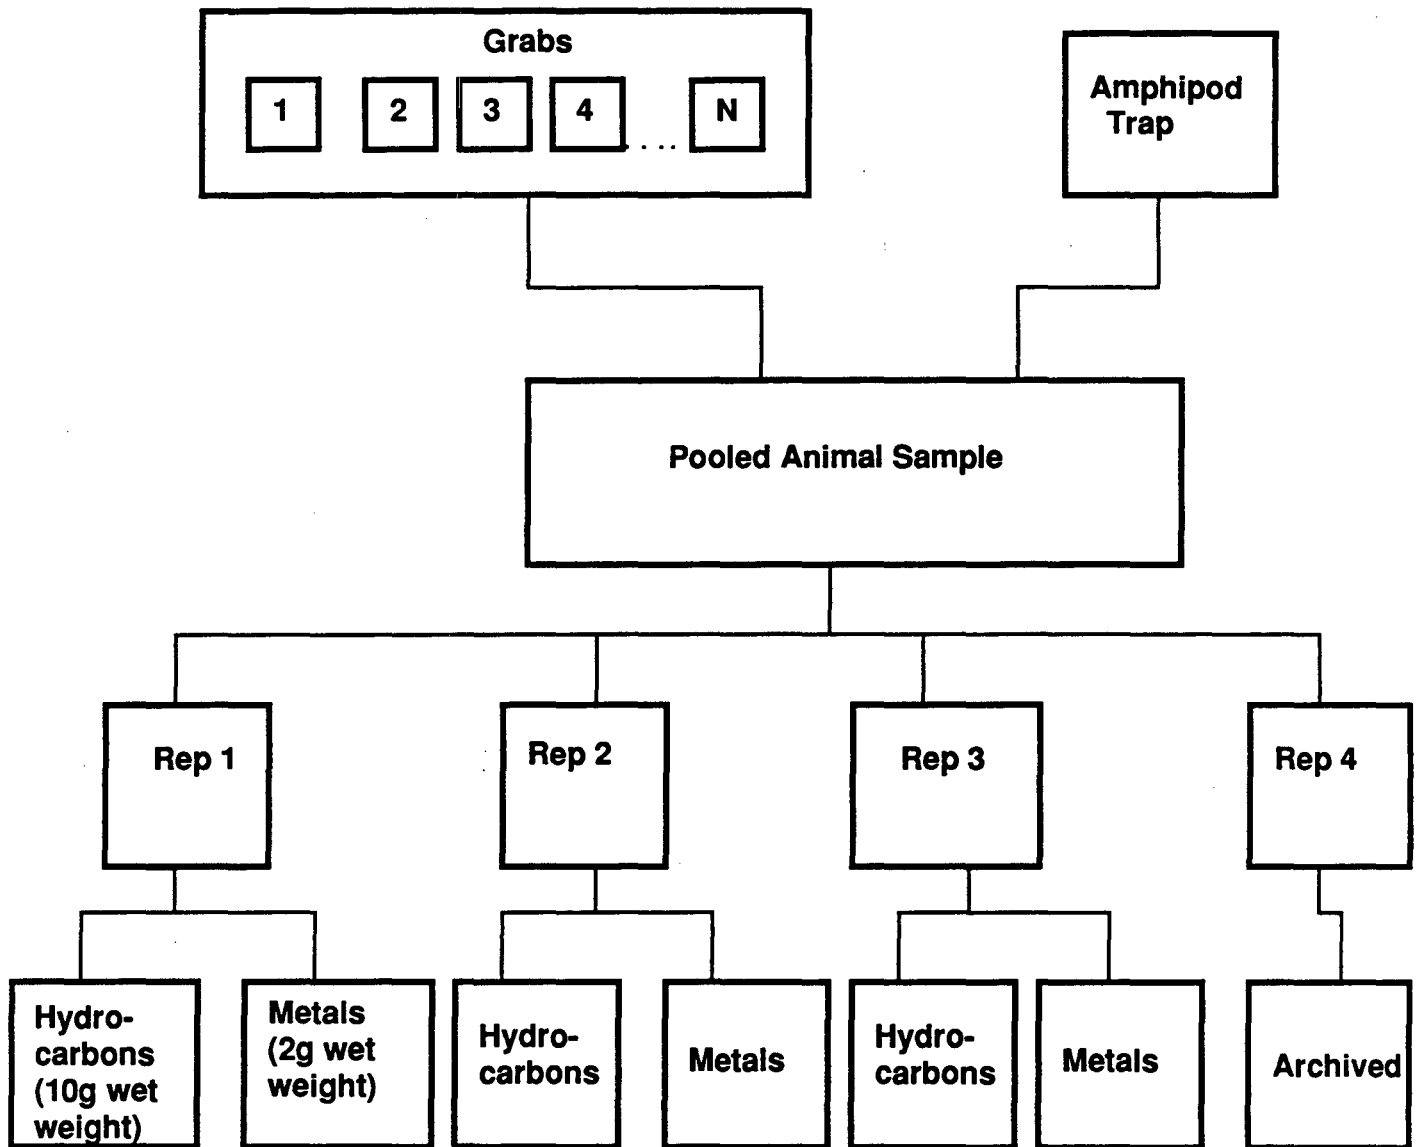 Grabs
1 2 3 4 .... N
Amphipod
Trap
Pooled Animal Sample
Rep 1
Rep 2
Rep 3
Rep 4
Hydro-
carbons
(10g wet
weight)
Metals
(2g wet
weight)
Hydro-
carbons
Metals
Hydro-
carbons
Metals
Archived